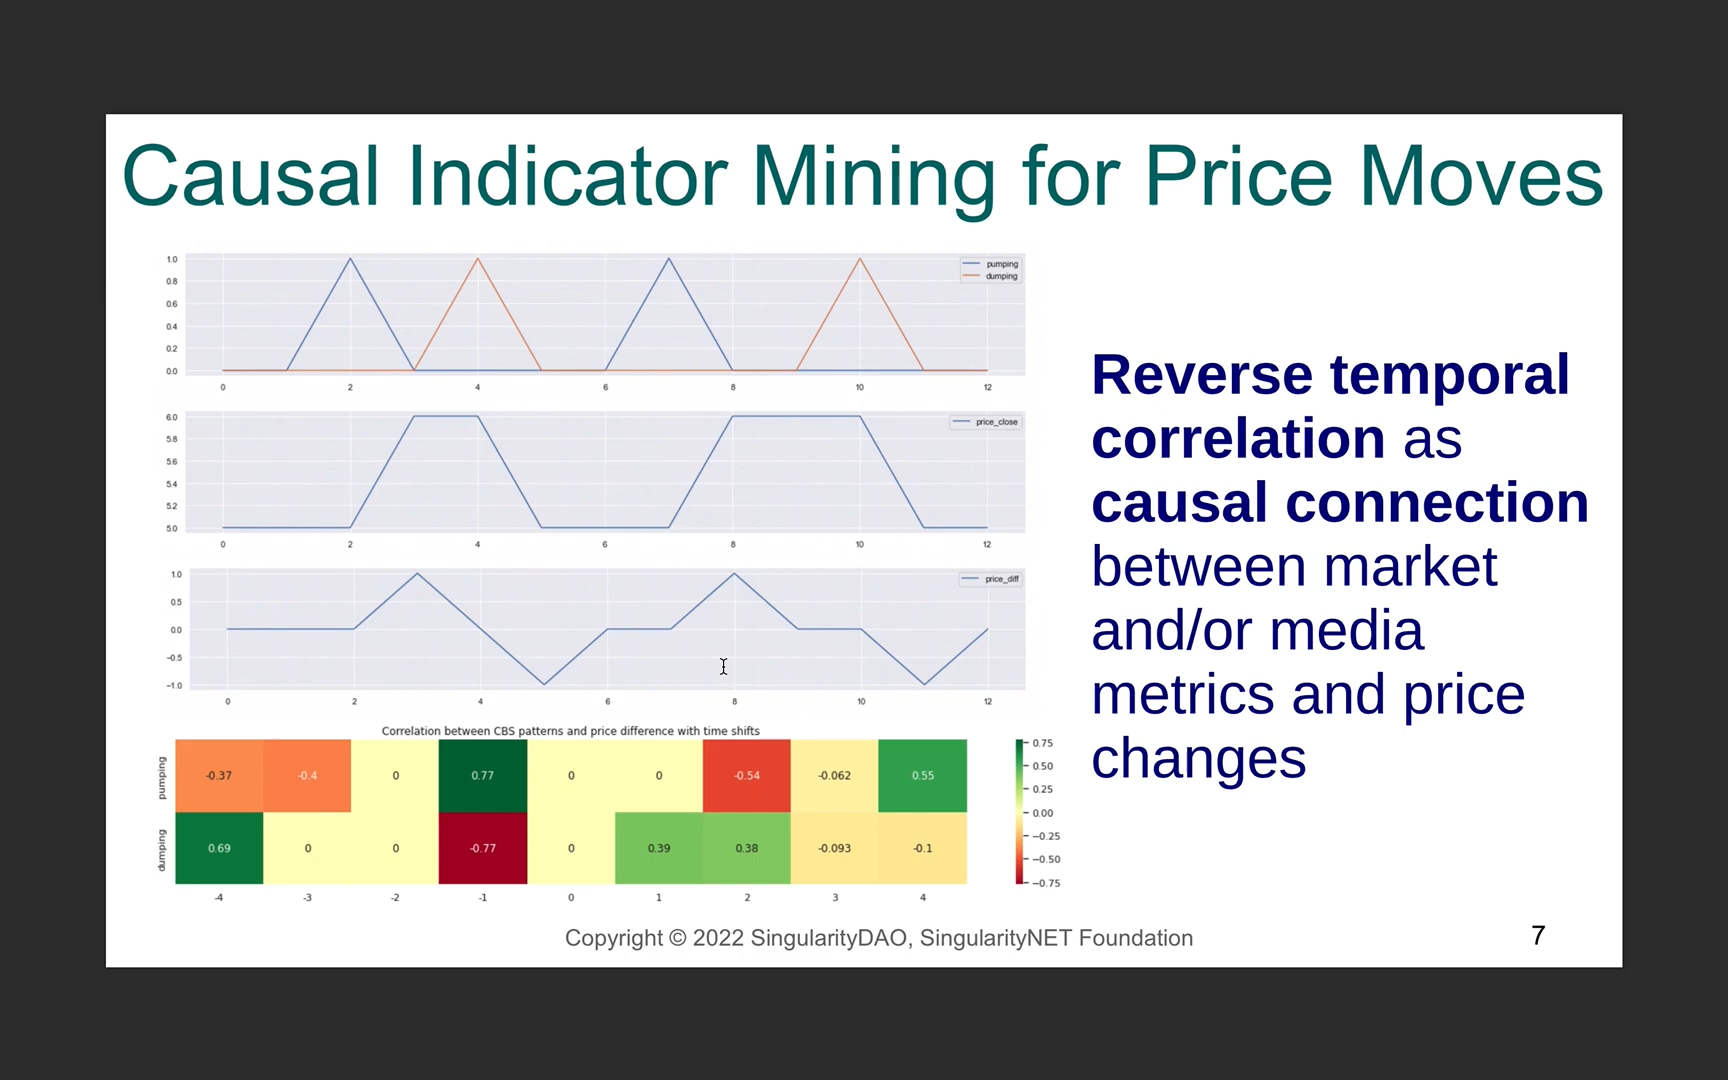 Causal Indicator Mining for Price Moves
1.0
0.8
0.6
0.4
0.2
0.0
pumping
dumping
0 2 4 6 8 10 12
6.0
5.8
5.6
5.4
5.2
5.0
price_close
0 2 4 6 8 10 12
1.0
0.5
0.0
−0.5
−1.0
price_diff
0 2 4 6 8 10 12
Correlation between CBS patterns and price difference with time shifts
pumping
-0.37 -0.4 0 0.77 0 0 -0.54 -0.062 0.55
dumping
0.69 0 0 -0.77 0 0.39 0.38 -0.093 -0.1
-4 -3 -2 -1 0 1 2 3 4
0.75
0.50
0.25
0.00
−0.25
−0.50
−0.75
Reverse temporal
correlation as
causal connection
between market
and/or media
metrics and price
changes
Copyright © 2022 SingularityDAO, SingularityNET Foundation
7